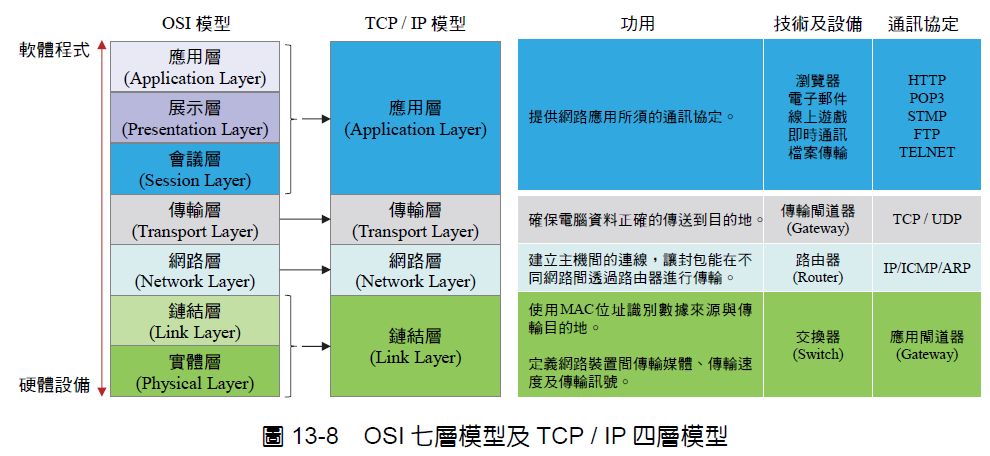 OSI 模型
TCP / IP 模型
功用
技術及設備
通訊協定
軟體程式
硬體設備
應用層
(Application Layer)
展示層
(Presentation Layer)
會議層
(Session Layer)
傳輸層
(Transport Layer)
網路層
(Network Layer)
鏈結層
(Link Layer)
實體層
(Physical Layer)
應用層
(Application Layer)
傳輸層
(Transport Layer)
網路層
(Network Layer)
鏈結層
(Link Layer)
提供網路應用所須的通訊協定。
瀏覽器
電子郵件
線上遊戲
即時通訊
檔案傳輸
HTTP
POP3
STMP
FTP
TELNET
確保電腦資料正確的傳送到目的地。
傳輸閘道器
(Gateway)
TCP / UDP
建立主機間的連線，讓封包能在不
同網路間透過路由器進行傳輸。
路由器
(Router)
IP/ICMP/ARP
使用MAC位址識別數據來源與傳
輸目的地。
定義網路裝置間傳輸媒體、傳輸速
度及傳輸訊號。
交換器
(Switch)
應用閘道器
(Gateway)
圖 13-8 OSI 七層模型及 TCP / IP 四層模型